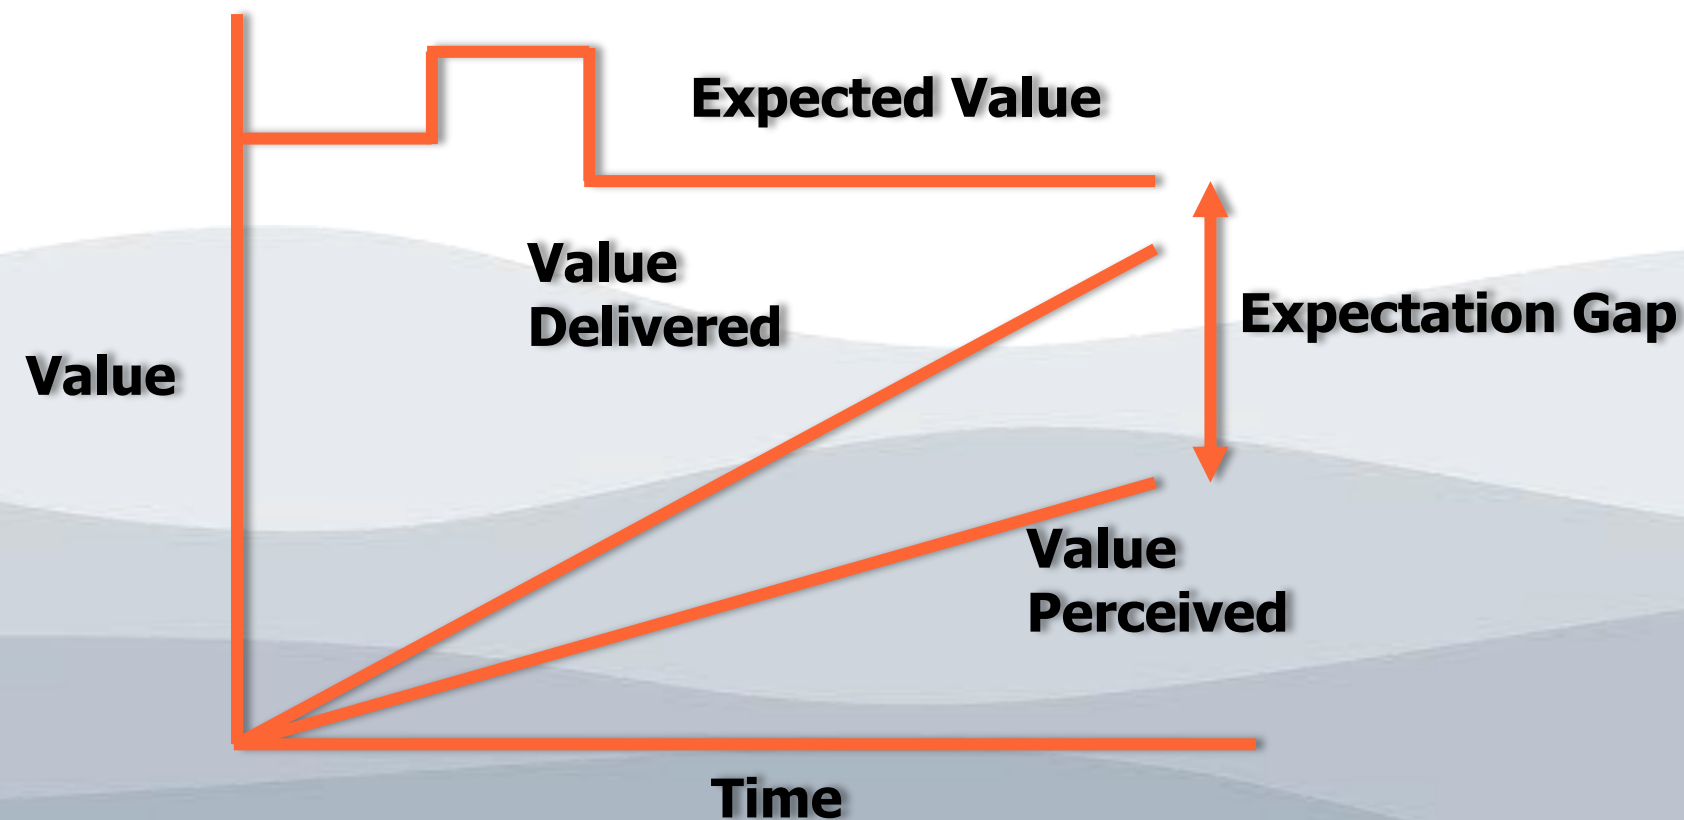 Expected Value
Value
Delivered
Expectation Gap
Value
Value
Perceived
Time